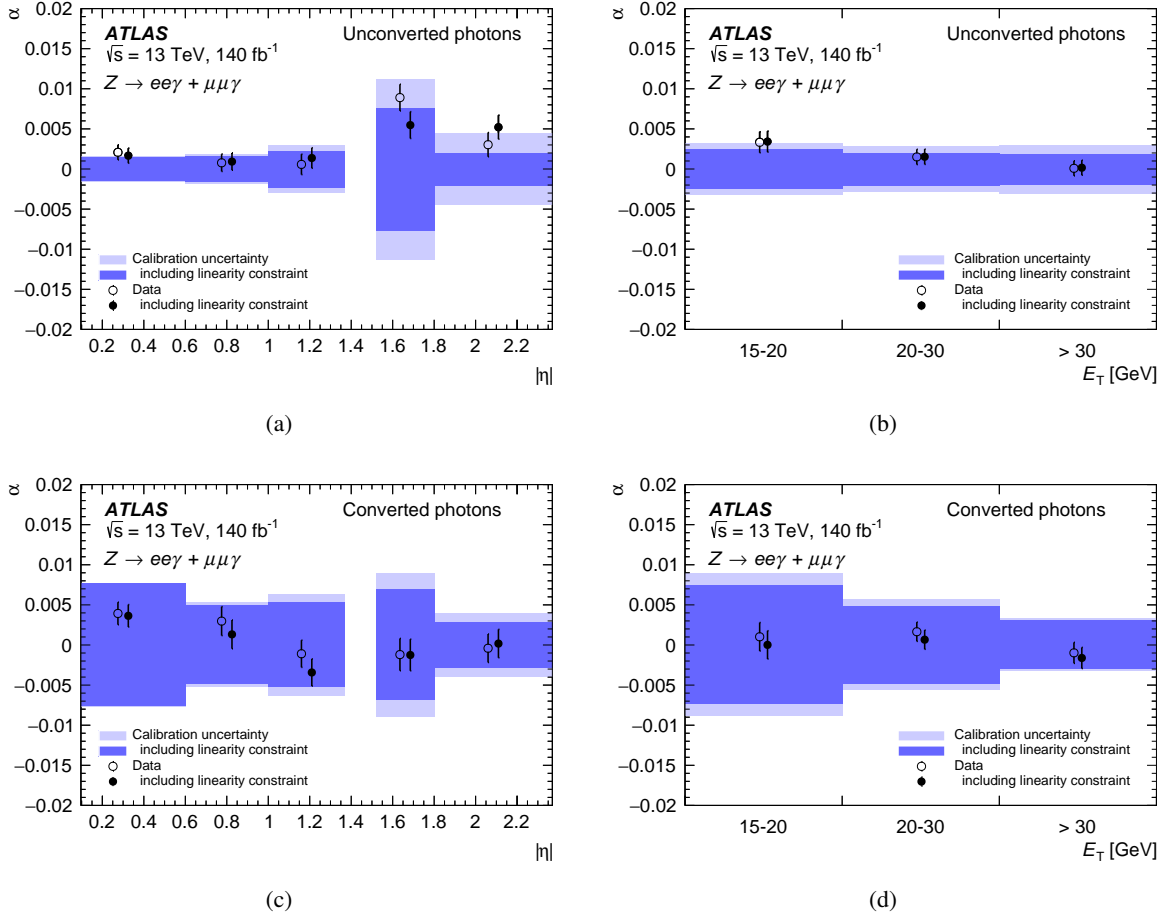 α
0.02
0.015
0.01
0.005
0
−0.005
−0.01
−0.015
−0.02
ATLAS
Unconverted photons
√s = 13 TeV, 140 fb⁻¹
Z → eeγ + μμγ
Calibration uncertainty
including linearity constraint
Data
including linearity constraint
0.2 0.4 0.6 0.8 1 1.2 1.4 1.6 1.8 2 2.2
|η|
(a)
α
0.02
0.015
0.01
0.005
0
−0.005
−0.01
−0.015
−0.02
ATLAS
Unconverted photons
√s = 13 TeV, 140 fb⁻¹
Z → eeγ + μμγ
Calibration uncertainty
including linearity constraint
Data
including linearity constraint
15-20 20-30 > 30
E_T [GeV]
(b)
α
0.02
0.015
0.01
0.005
0
−0.005
−0.01
−0.015
−0.02
ATLAS
Converted photons
√s = 13 TeV, 140 fb⁻¹
Z → eeγ + μμγ
Calibration uncertainty
including linearity constraint
Data
including linearity constraint
0.2 0.4 0.6 0.8 1 1.2 1.4 1.6 1.8 2 2.2
|η|
(c)
α
0.02
0.015
0.01
0.005
0
−0.005
−0.01
−0.015
−0.02
ATLAS
Converted photons
√s = 13 TeV, 140 fb⁻¹
Z → eeγ + μμγ
Calibration uncertainty
including linearity constraint
Data
including linearity constraint
15-20 20-30 > 30
E_T [GeV]
(d)